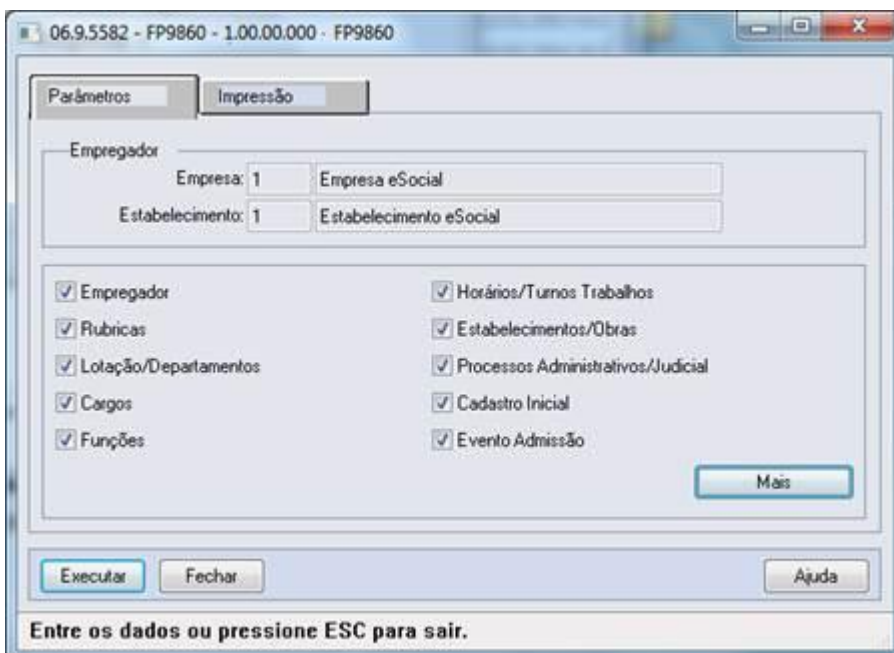 06.9.5582 - FP9860 - 1.00.00.000 - FP9860
Parâmetros Impressão
Empregador
Empresa: 1 Empresa eSocial
Estabelecimento: 1 Estabelecimento eSocial
Empregador Horários/Turnos Trabalhos
Rubricas Estabelecimentos/Obras
Lotação/Departamentos Processos Administrativos/Judicial
Cargos Cadastro Inicial
Funções Evento Admissão
Mais
Executar Fechar Ajuda
Entre os dados ou pressione ESC para sair.